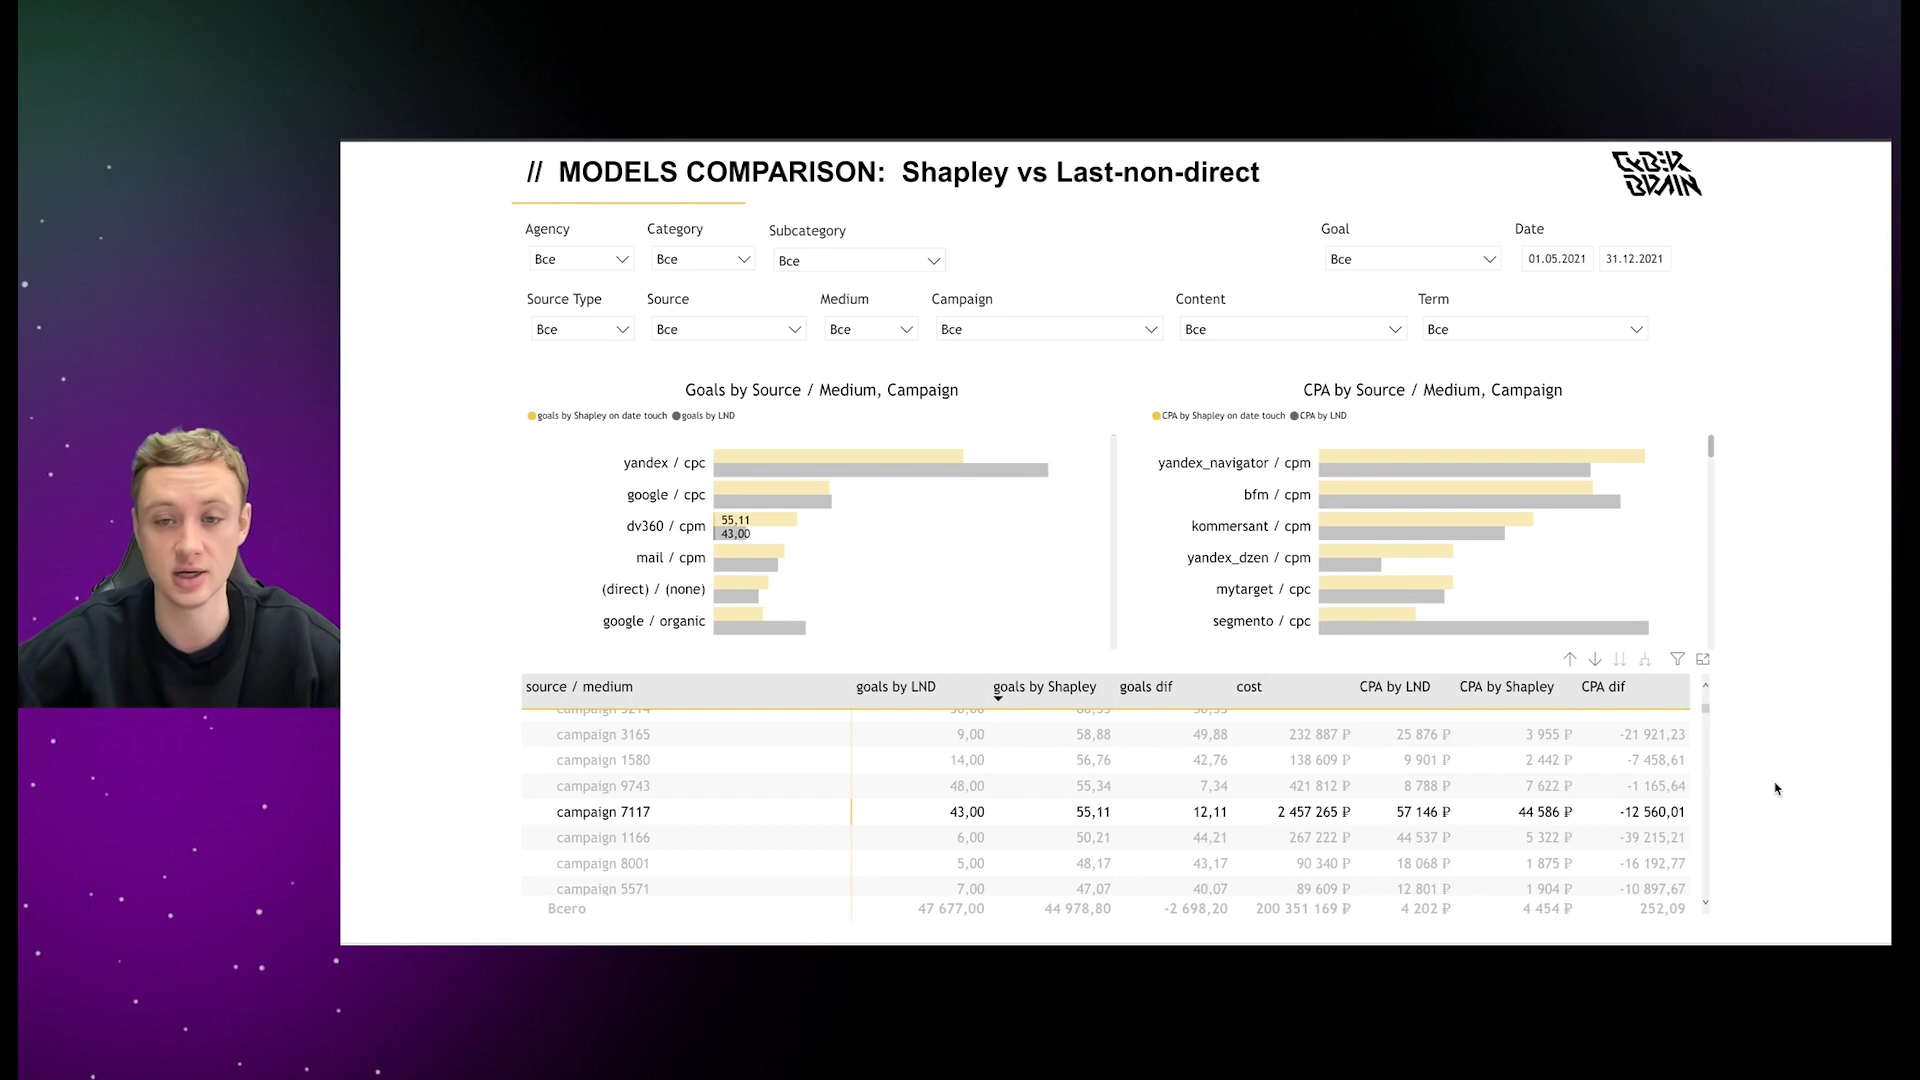 // MODELS COMPARISON: Shapley vs Last-non-direct
CYBER BRAIN
Agency Category Subcategory Goal Date
Все Все Все Все 01.05.2021 31.12.2021
Source Type Source Medium Campaign Content Term
Все Все Все Все Все Все
Goals by Source / Medium, Campaign
goals by Shapley on date touch goals by LND
yandex / cpc
google / cpc
dv360 / cpm 55,11
43,00
mail / cpm
(direct) / (none)
google / organic
CPA by Source / Medium, Campaign
CPA by Shapley on date touch CPA by LND
yandex_navigator / cpm
bfm / cpm
kommersant / cpm
yandex_dzen / cpm
mytarget / cpc
segmento / cpc
source / medium goals by LND goals by Shapley goals dif cost CPA by LND CPA by Shapley CPA dif
campaign 3165 9,00 58,88 49,88 232 887 ₽ 25 876 ₽ 3 955 ₽ -21 921,23
campaign 1580 14,00 56,76 42,76 138 609 ₽ 9 901 ₽ 2 442 ₽ -7 458,61
campaign 9743 48,00 55,34 7,34 421 812 ₽ 8 788 ₽ 7 622 ₽ -1 165,64
campaign 7117 43,00 55,11 12,11 2 457 265 ₽ 57 146 ₽ 44 586 ₽ -12 560,01
campaign 1166 6,00 50,21 44,21 267 222 ₽ 44 537 ₽ 5 322 ₽ -39 215,21
campaign 8001 5,00 48,17 43,17 90 340 ₽ 18 068 ₽ 1 875 ₽ -16 192,77
campaign 5571 7,00 47,07 40,07 89 609 ₽ 12 801 ₽ 1 904 ₽ -10 897,67
Всего 47 677,00 44 978,80 -2 698,20 200 351 169 ₽ 4 202 ₽ 4 454 ₽ 252,09